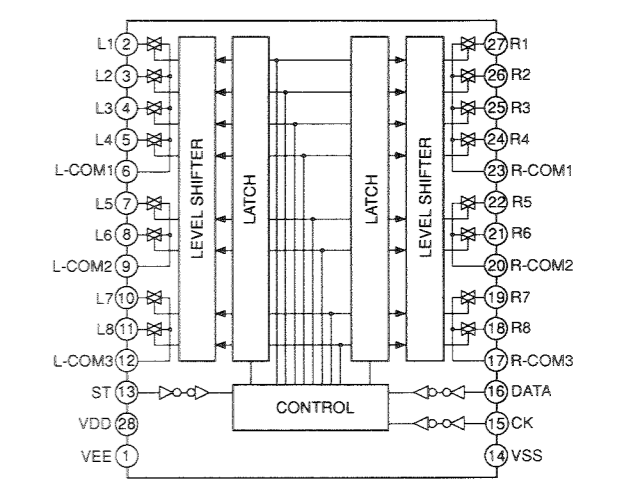 L1 2 27 R1
L2 3 26 R2
L3 4 25 R3
L4 5 24 R4
L-COM1 6 23 R-COM1
L5 7 22 R5
L6 8 21 R6
L-COM2 9 20 R-COM2
L7 10 19 R7
L8 11 18 R8
L-COM3 12 17 R-COM3
ST 13 16 DATA
VDD 28 15 CK
VEE 1 14 VSS
LEVEL SHIFTER
LATCH
LATCH
LEVEL SHIFTER
CONTROL